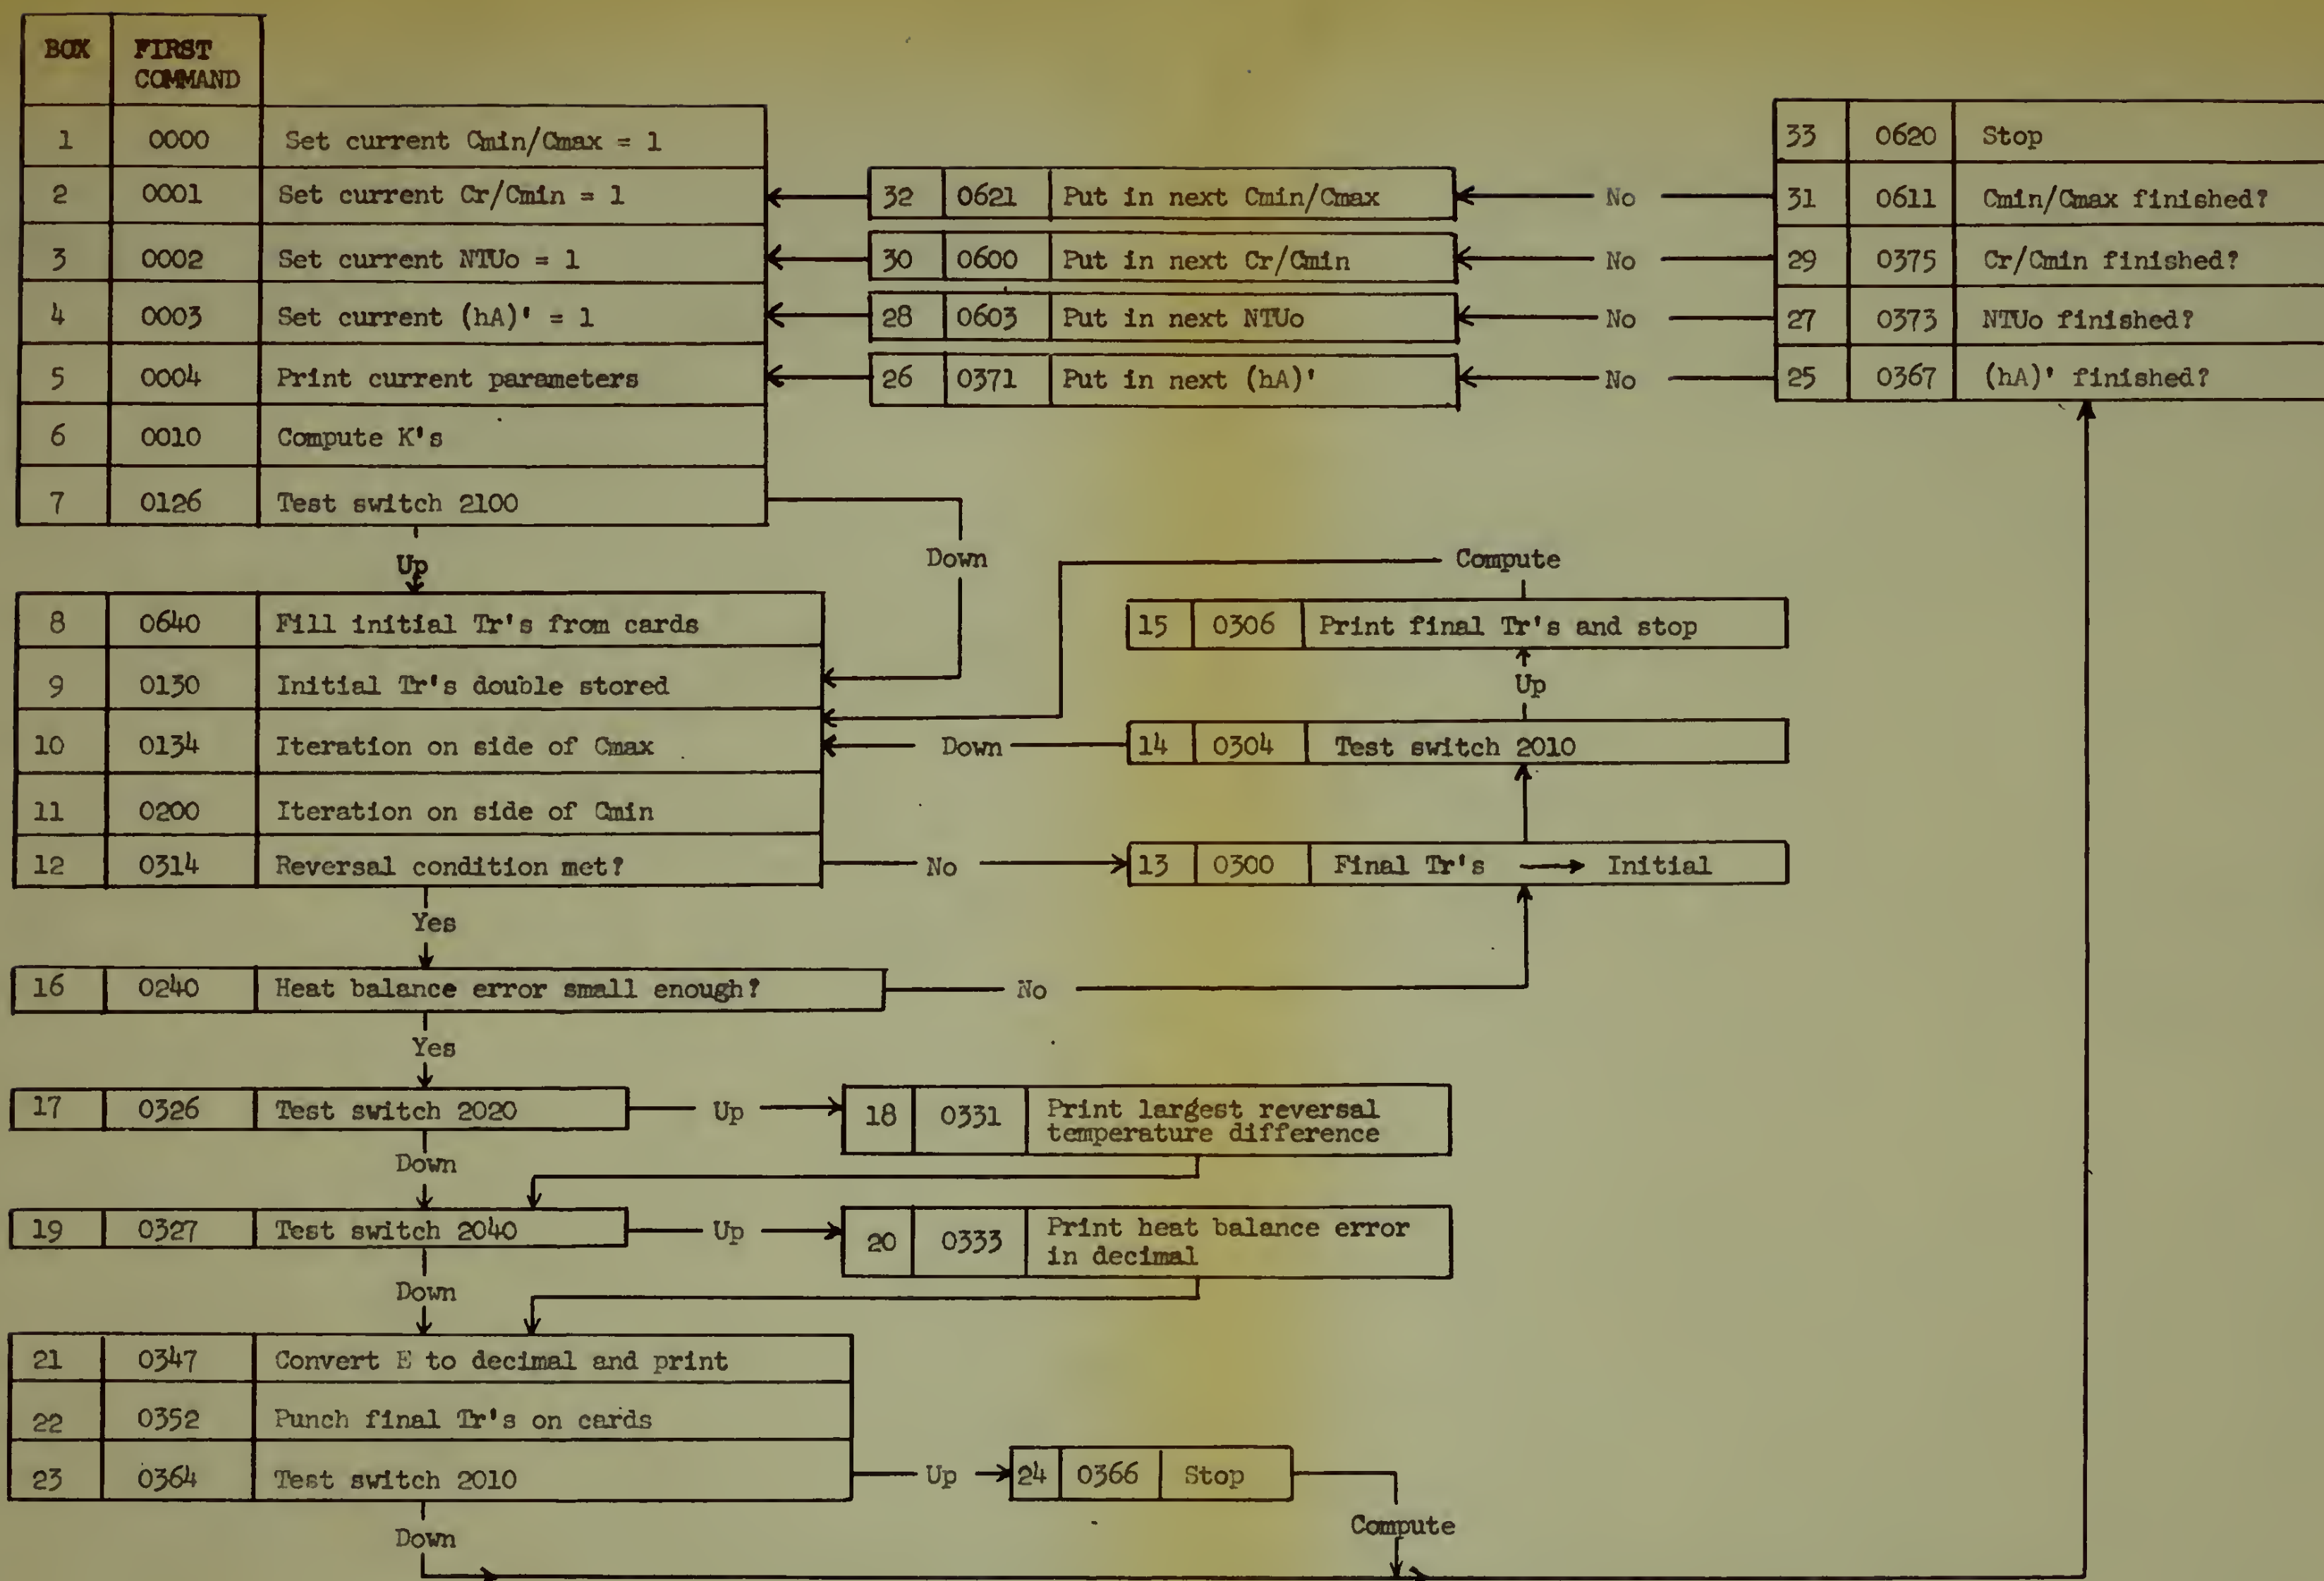 BOX FIRST COMMAND
1 0000 Set current Cmin/Cmax = 1
2 0001 Set current Cr/Cmin = 1
3 0002 Set current NTUo = 1
4 0003 Set current (hA)' = 1
5 0004 Print current parameters
6 0010 Compute K's
7 0126 Test switch 2100
32 0621 Put in next Cmin/Cmax
30 0600 Put in next Cr/Cmin
28 0603 Put in next NTUo
26 0371 Put in next (hA)'
No
No
No
No
33 0620 Stop
31 0611 Cmin/Cmax finished?
29 0375 Cr/Cmin finished?
27 0373 NTUo finished?
25 0367 (hA)' finished?
Up
Down
Compute
8 0640 Fill initial Tr's from cards
9 0130 Initial Tr's double stored
10 0134 Iteration on side of Cmax
11 0200 Iteration on side of Cmin
12 0314 Reversal condition met?
15 0306 Print final Tr's and stop
Up
Down
14 0304 Test switch 2010
No
13 0300 Final Tr's → Initial
Yes
16 0240 Heat balance error small enough?
No
Yes
17 0326 Test switch 2020
Up
18 0331 Print largest reversal
temperature difference
Down
19 0327 Test switch 2040
Up
20 0333 Print heat balance error
in decimal
Down
21 0347 Convert E to decimal and print
22 0352 Punch final Tr's on cards
23 0364 Test switch 2010
Up
24 0366 Stop
Down
Compute